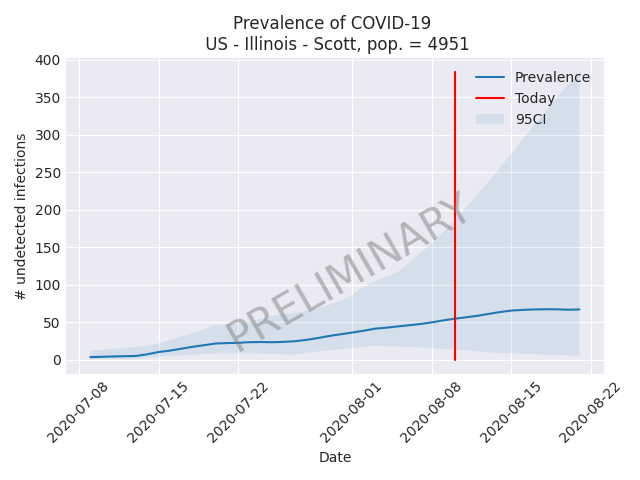 Prevalence of COVID-19
US - Illinois - Scott, pop. = 4951
400
350
300
250
200
150
100
50
0
# undetected infections
Prevalence
Today
95CI
PRELIMINARY
2020-07-08
2020-07-15
2020-07-22
2020-08-01
2020-08-08
2020-08-15
2020-08-22
Date